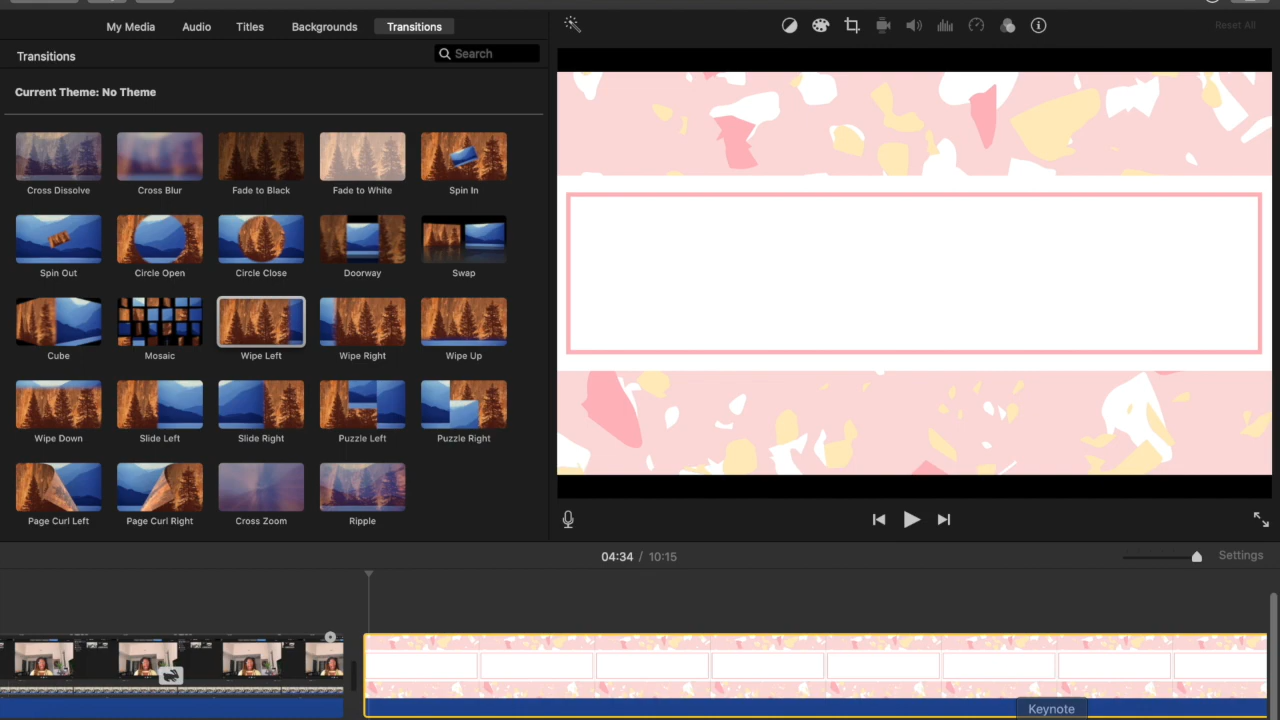 My Media Audio Titles Backgrounds Transitions
Reset All
Transitions
Search
Current Theme: No Theme
Cross Dissolve Cross Blur Fade to Black Fade to White Spin In
Spin Out Circle Open Circle Close Doorway Swap
Cube Mosaic Wipe Left Wipe Right Wipe Up
Wipe Down Slide Left Slide Right Puzzle Left Puzzle Right
Page Curl Left Page Curl Right Cross Zoom Ripple
04:34 / 10:15
Settings
Keynote